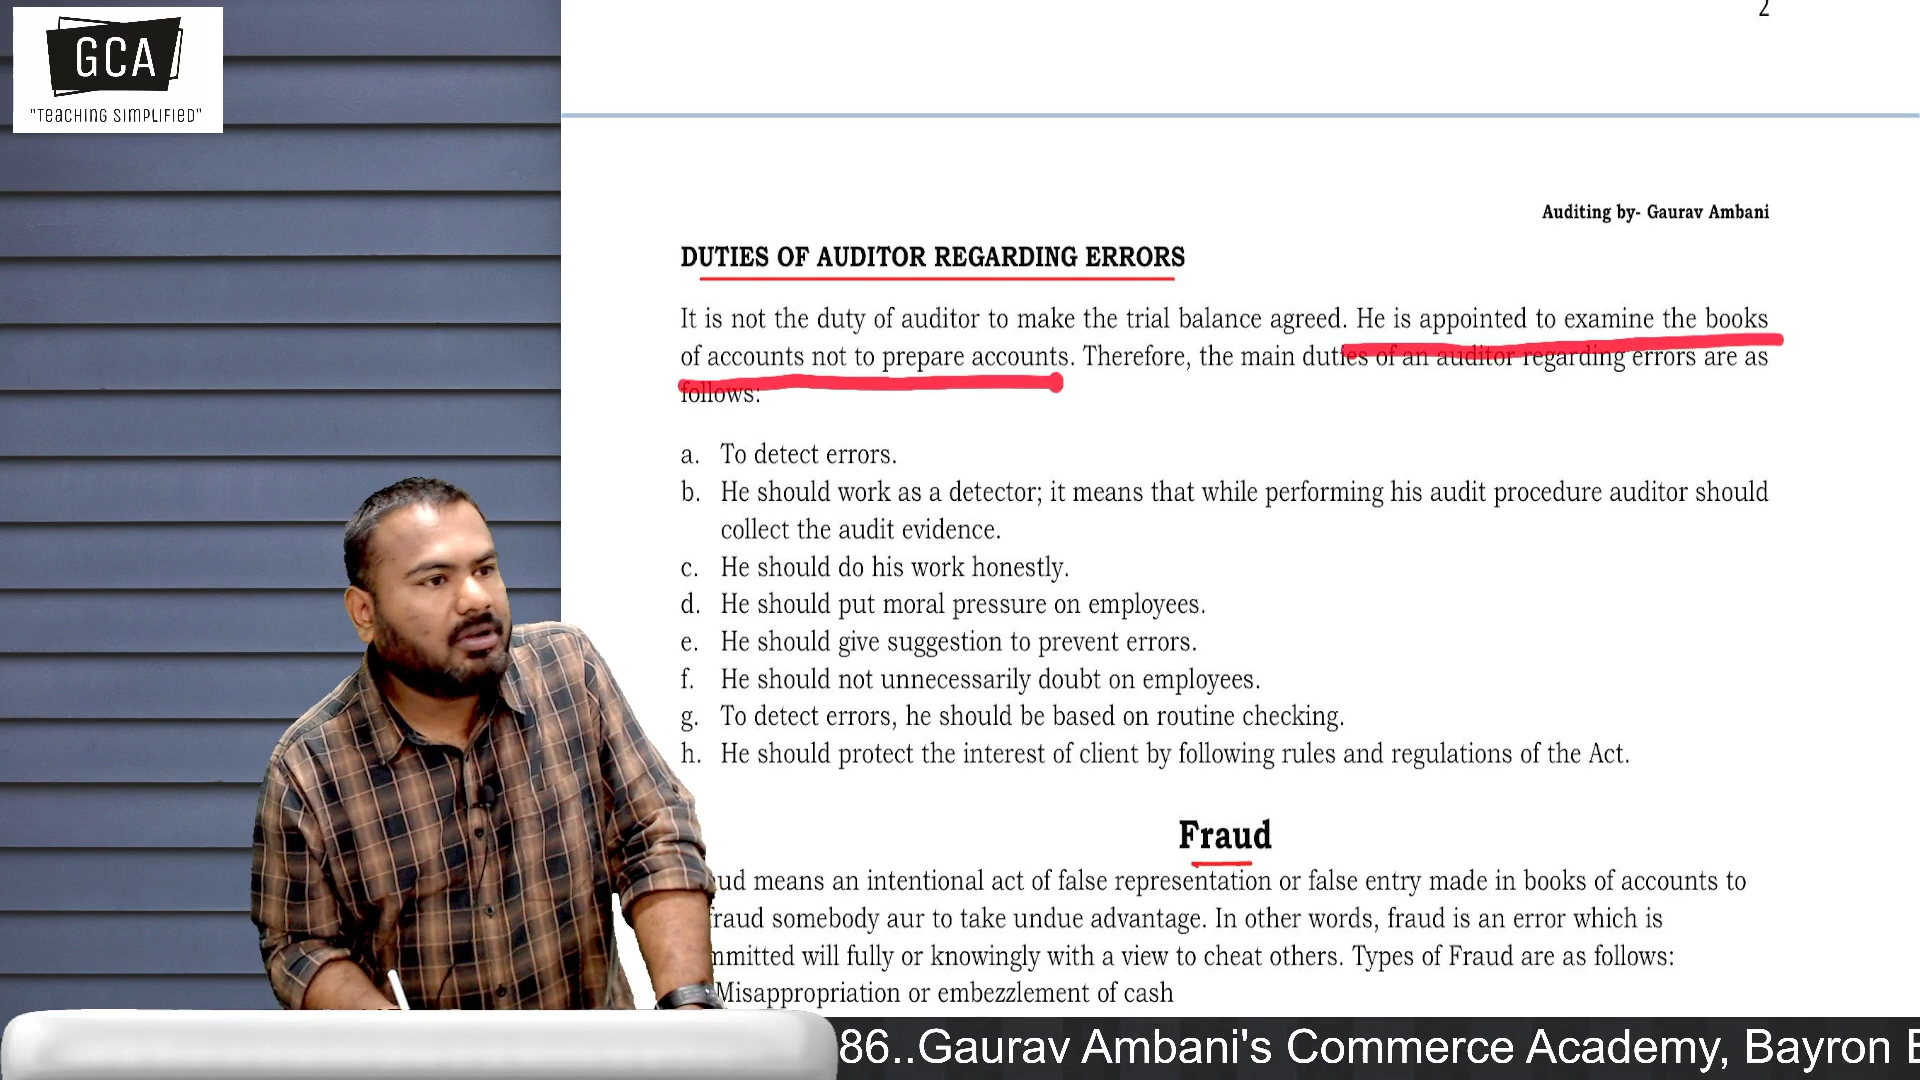 GCA
"TEACHING SIMPLIFIED"
2
Auditing by- Gaurav Ambani
DUTIES OF AUDITOR REGARDING ERRORS
It is not the duty of auditor to make the trial balance agreed. He is appointed to examine the books
of accounts not to prepare accounts. Therefore, the main duties of an auditor regarding errors are as
follows:
a. To detect errors.
b. He should work as a detector; it means that while performing his audit procedure auditor should
collect the audit evidence.
c. He should do his work honestly.
d. He should put moral pressure on employees.
e. He should give suggestion to prevent errors.
f. He should not unnecessarily doubt on employees.
g. To detect errors, he should be based on routine checking.
h. He should protect the interest of client by following rules and regulations of the Act.
Fraud
ud means an intentional act of false representation or false entry made in books of accounts to
fraud somebody aur to take undue advantage. In other words, fraud is an error which is
mmitted will fully or knowingly with a view to cheat others. Types of Fraud are as follows:
Misappropriation or embezzlement of cash
86..Gaurav Ambani's Commerce Academy, Bayron